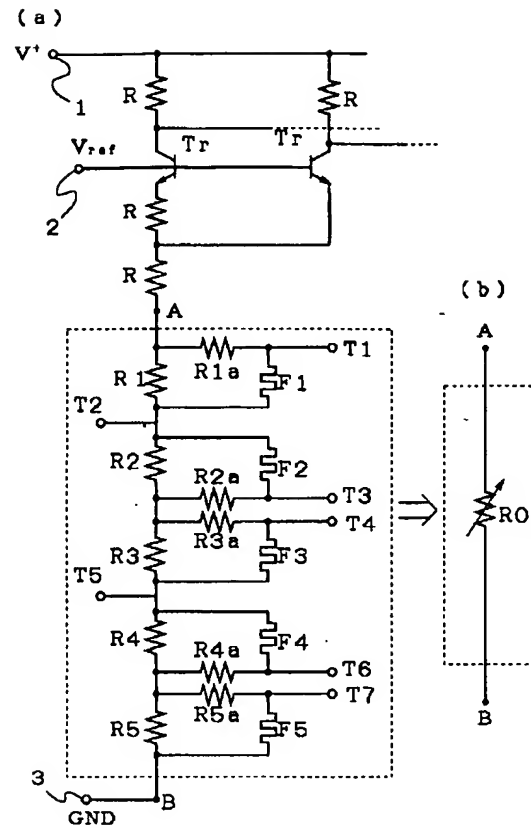 (a)
V+
1
R
R
Vref
Tr
Tr
2
R
R
A
(b)
A
R1
R1a
T1
F1
T2
R2
F2
R2a
T3
R3a
T4
R3
F3
T5
R0
R4
F4
R4a
T6
R5a
T7
R5
F5
B
3
B
GND